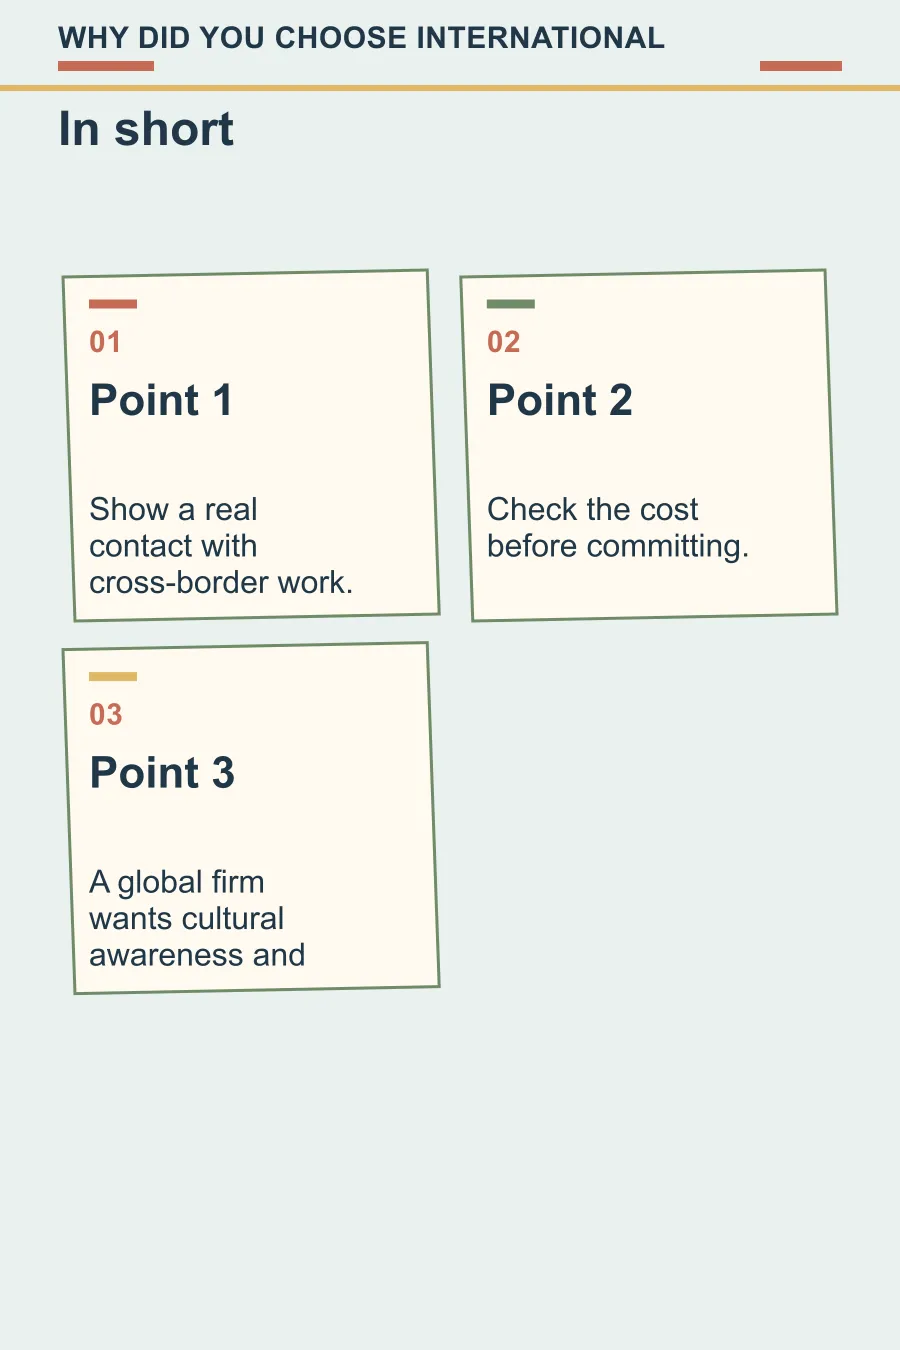 WHY DID YOU CHOOSE INTERNATIONAL
In short
01
Point 1
Show a real
contact with
cross-border work.
02
Point 2
Check the cost
before committing.
03
Point 3
A global firm
wants cultural
awareness and